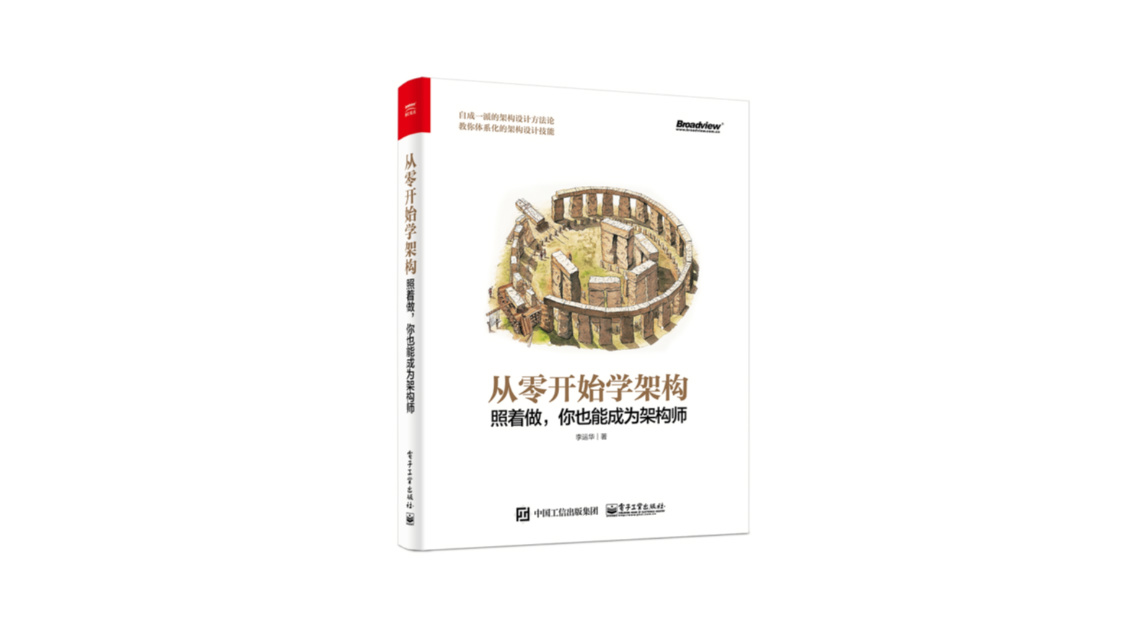 自成一派的架构设计方法论
教你体系化的架构设计技能
Broadview®
www.broadview.com.cn
从零开始学架构
照着做，你也能成为架构师
李运华｜著
中国工信出版集团
电子工业出版社
从零开始学架构
照着做，你也能成为架构师
电子工业出版社